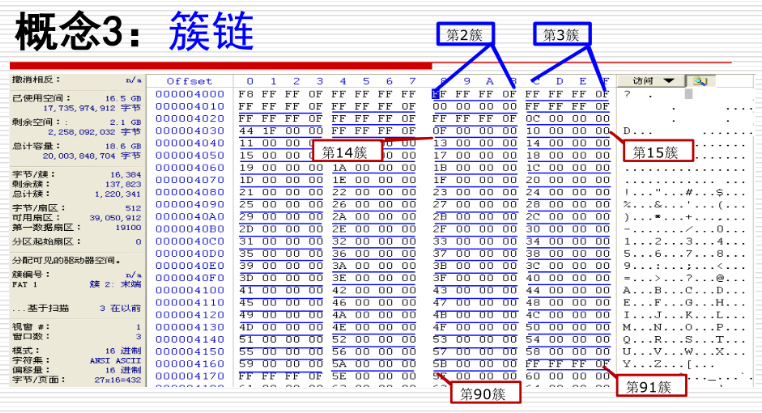 概念3：簇链
第2簇 第3簇
撤消相反： n/a
已使用空间： 16.5 GB
17,735,974,912 字节
剩余空间： 2.1 GB
2,258,092,032 字节
总计容量： 18.6 GB
20,003,848,704 字节
字节/簇： 16,384
剩余簇： 137,823
总计簇： 1,220,341
字节/扇区： 512
可用扇区： 39,050,912
第一数据扇区： 19100
分区起始扇区： 0
分配可见的驱动器空间。
簇编号： n/a
FAT 1 簇 2: 末端
...基于扫描 3 在以前
视窗 #： 1
窗口数： 3
模式： 16 进制
字符集： ANSI ASCII
偏移量： 16 进制
字节/页面： 27x16=432
Offset 0 1 2 3 4 5 6 7 8 9 A B C D E F 访问
000004000 F8 FF FF 0F FF FF FF FF FF FF FF 0F FF FF FF 0F
000004010 FF FF FF 0F FF FF FF 0F 00 00 00 00 FF FF FF 0F
000004020 FF FF FF 0F FF FF FF 0F FF FF FF 0F 0C 00 00 00
000004030 44 1F 00 00 FF FF FF 0F 0F 00 00 00 10 00 00 00 D...
000004040 11 00 00 00 00 00 13 00 00 00 14 00 00 00
第14簇 第15簇
000004050 15 00 00 00 00 00 17 00 00 00 18 00 00 00
000004060 19 00 00 00 1A 00 00 00 1B 00 00 00 1C 00 00 00
000004070 1D 00 00 00 1E 00 00 00 1F 00 00 00 20 00 00 00
000004080 21 00 00 00 22 00 00 00 23 00 00 00 24 00 00 00 !..."...#...$...
000004090 25 00 00 00 26 00 00 00 27 00 00 00 28 00 00 00 %...&...'...(...
0000040A0 29 00 00 00 2A 00 00 00 2B 00 00 00 2C 00 00 00 )...*...+...,...
0000040B0 2D 00 00 00 2E 00 00 00 2F 00 00 00 30 00 00 00 -......./...0...
0000040C0 31 00 00 00 32 00 00 00 33 00 00 00 34 00 00 00 1...2...3...4...
0000040D0 35 00 00 00 36 00 00 00 37 00 00 00 38 00 00 00 5...6...7...8...
0000040E0 39 00 00 00 3A 00 00 00 3B 00 00 00 3C 00 00 00 9...:...;...<...
0000040F0 3D 00 00 00 3E 00 00 00 3F 00 00 00 40 00 00 00 =...>...?...@...
000004100 41 00 00 00 42 00 00 00 43 00 00 00 44 00 00 00 A...B...C...D...
000004110 45 00 00 00 46 00 00 00 47 00 00 00 48 00 00 00 E...F...G...H...
000004120 49 00 00 00 4A 00 00 00 4B 00 00 00 4C 00 00 00 I...J...K...L...
000004130 4D 00 00 00 4E 00 00 00 4F 00 00 00 50 00 00 00 M...N...O...P...
000004140 51 00 00 00 52 00 00 00 53 00 00 00 54 00 00 00 Q...R...S...T...
000004150 55 00 00 00 56 00 00 00 57 00 00 00 58 00 00 00 U...V...W...X...
000004160 59 00 00 00 5A 00 00 00 5B 00 00 00 FF FF FF 0F Y...Z...[...
000004170 FF FF FF 0F 5E 00 00 00 5F 00 00 00 60 00 00 00
第90簇 第91簇